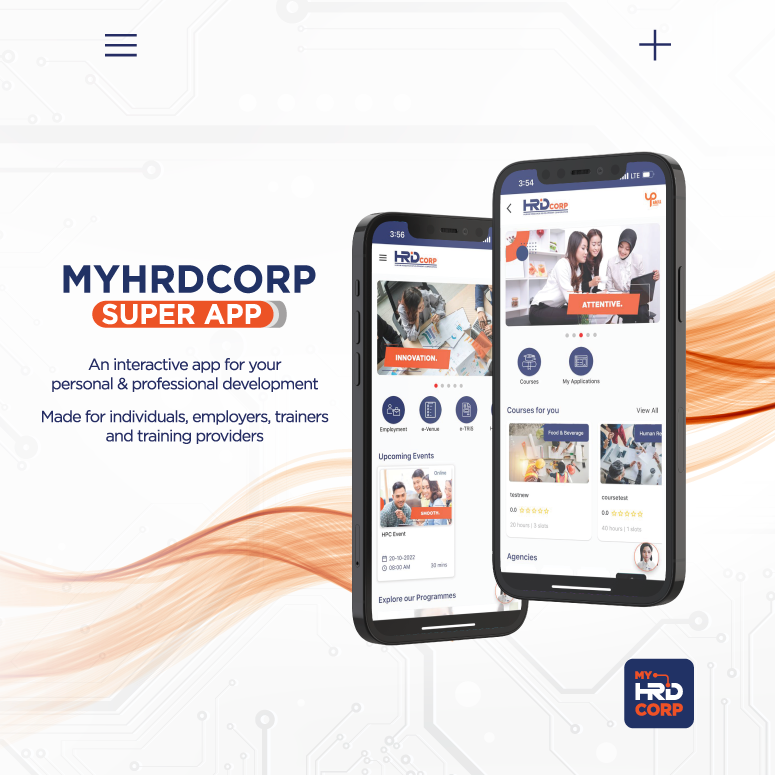 MYHRDCORP
SUPER APP
An interactive app for your
personal & professional development
Made for individuals, employers, trainers
and training providers
3:56
HRD CORP
INNOVATION.
Employment
e-Venue
e-TRIS
Upcoming Events
Online
SMOOTH.
HPC Event
20-10-2022
08:00 AM
30 mins
Explore our Programmes
3:54
LTE
HRD CORP
ATTENTIVE.
Courses
My Applications
Courses for you
View All
Food & Beverage
Human Re
testnew
coursetest
0.0
0.0
20 hours | 3 slots
40 hours | 1 slots
Agencies
MY
HRD
CORP